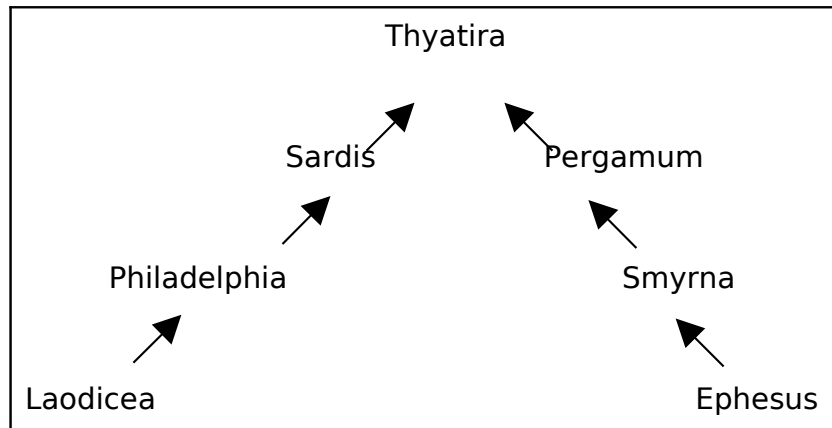 Thyatira
Sardis Pergamum
Philadelphia Smyrna
Laodicea Ephesus